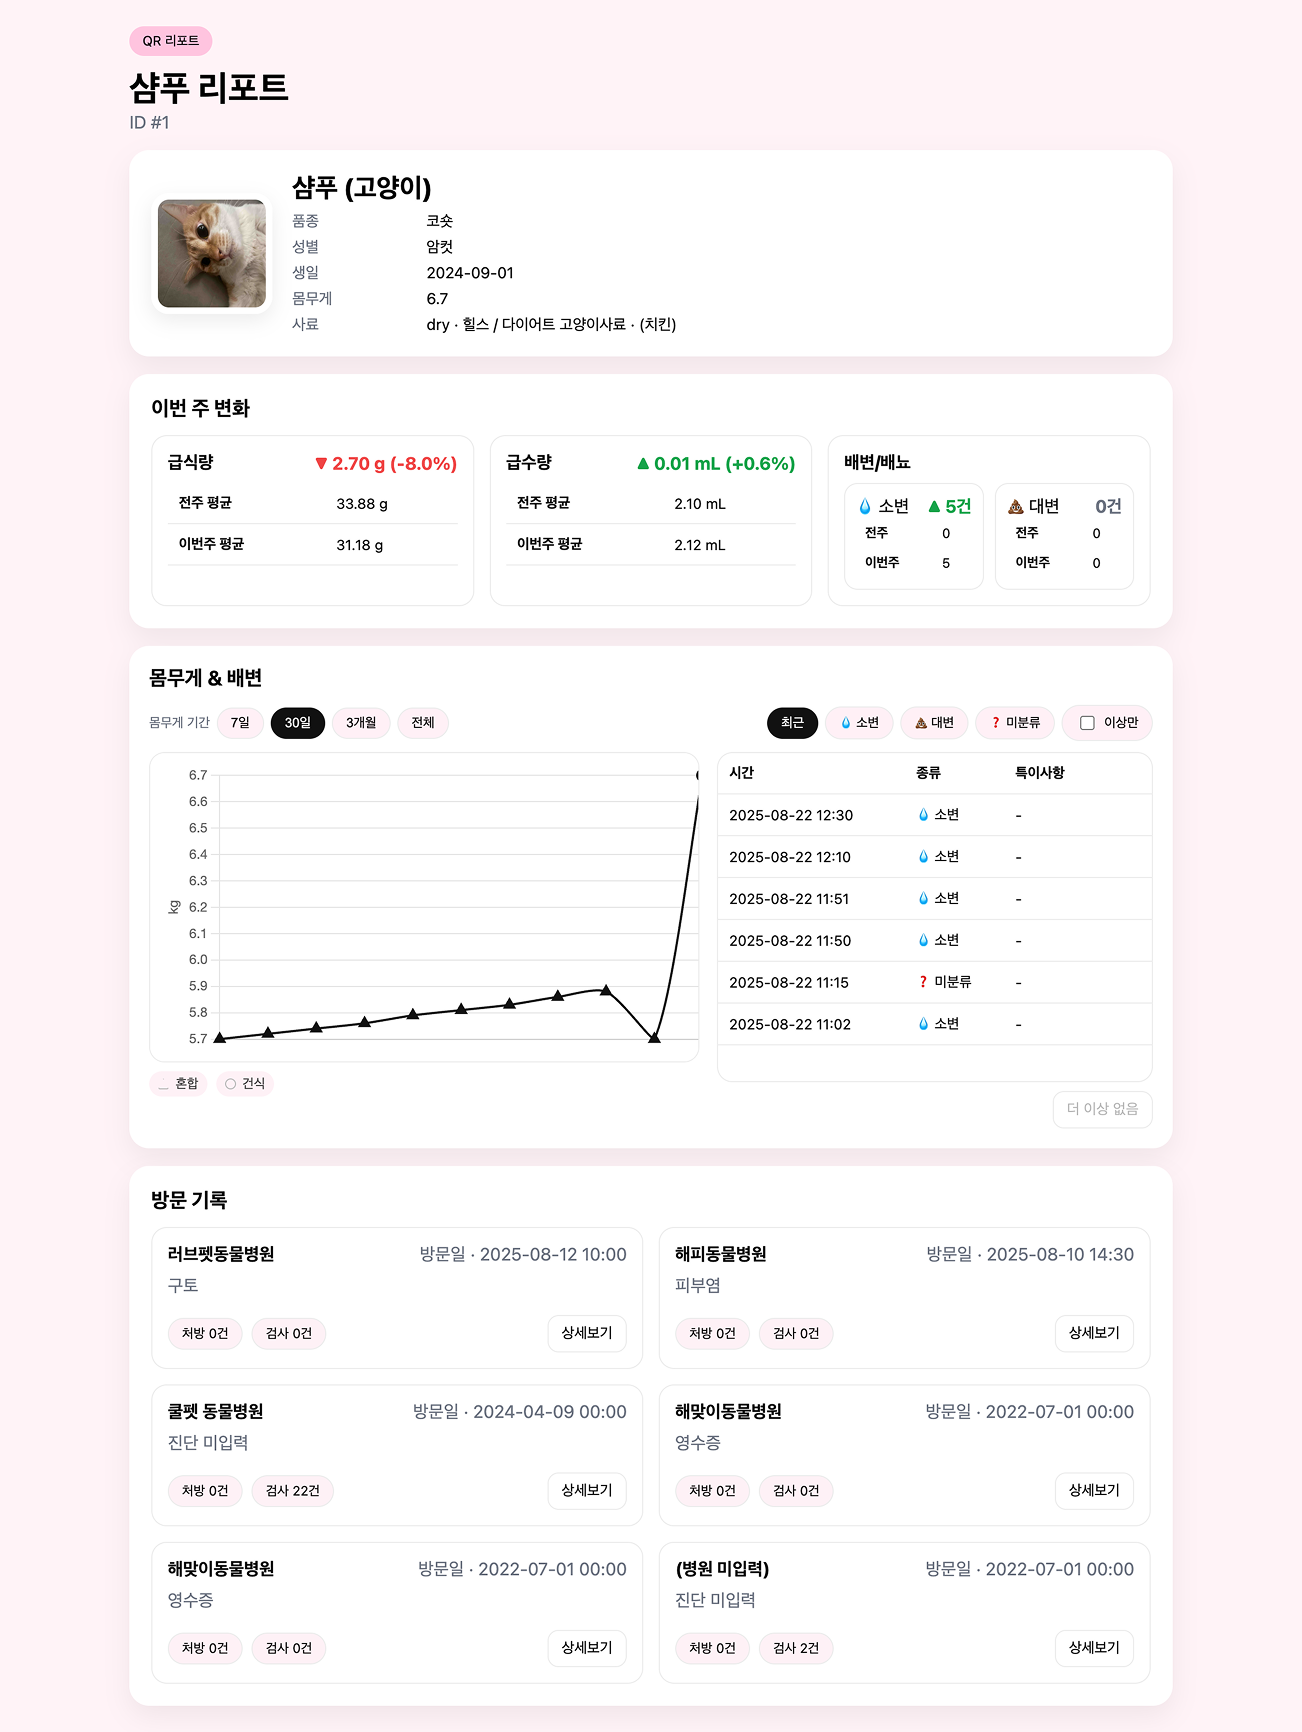 QR 리포트
샴푸 리포트
ID #1
샴푸 (고양이)
품종 코숏
성별 암컷
생일 2024-09-01
몸무게 6.7
사료 dry · 힐스 / 다이어트 고양이사료 · (치킨)
이번 주 변화
급식량 ▼ 2.70 g (-8.0%)
전주 평균 33.88 g
이번주 평균 31.18 g
급수량 ▲ 0.01 mL (+0.6%)
전주 평균 2.10 mL
이번주 평균 2.12 mL
배변/배뇨
💧 소변 ▲ 5건
전주 0
이번주 5
💩 대변 0건
전주 0
이번주 0
몸무게 & 배변
몸무게 기간 7일 30일 3개월 전체
6.7
6.6
6.5
6.4
6.3
6.2
6.1
6.0
5.9
5.8
5.7
kg
혼합 건식
최근 💧 소변 💩 대변 ❓ 미분류 이상만
시간 종류 특이사항
2025-08-22 12:30 💧 소변 -
2025-08-22 12:10 💧 소변 -
2025-08-22 11:51 💧 소변 -
2025-08-22 11:50 💧 소변 -
2025-08-22 11:15 ❓ 미분류 -
2025-08-22 11:02 💧 소변 -
더 이상 없음
방문 기록
러브펫동물병원 방문일 · 2025-08-12 10:00
구토
처방 0건 검사 0건 상세보기
해피동물병원 방문일 · 2025-08-10 14:30
피부염
처방 0건 검사 0건 상세보기
쿨펫 동물병원 방문일 · 2024-04-09 00:00
진단 미입력
처방 0건 검사 22건 상세보기
해맞이동물병원 방문일 · 2022-07-01 00:00
영수증
처방 0건 검사 0건 상세보기
해맞이동물병원 방문일 · 2022-07-01 00:00
영수증
처방 0건 검사 0건 상세보기
(병원 미입력) 방문일 · 2022-07-01 00:00
진단 미입력
처방 0건 검사 2건 상세보기